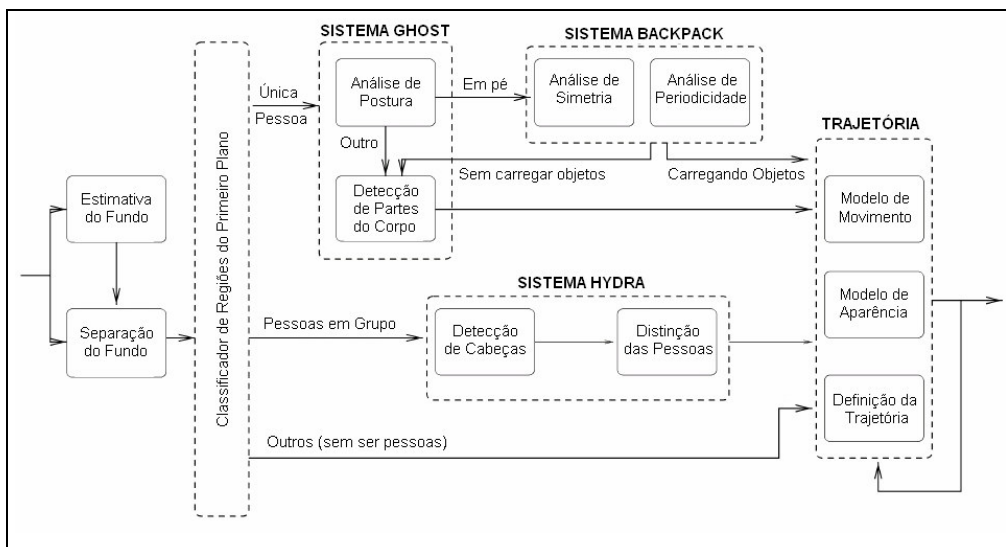 SISTEMA GHOST
SISTEMA BACKPACK
Única
Pessoa
Análise de
Postura
Em pé
Análise de
Simetria
Análise de
Periodicidade
Outro
TRAJETÓRIA
Sem carregar objetos
Carregando Objetos
Detecção
de Partes
do Corpo
Estimativa
do Fundo
Separação
do Fundo
Classificador de Regiões do Primeiro Plano
Modelo de
Movimento
SISTEMA HYDRA
Pessoas em Grupo
Detecção
de Cabeças
Distinção
das Pessoas
Modelo de
Aparência
Outros (sem ser pessoas)
Definição da
Trajetória